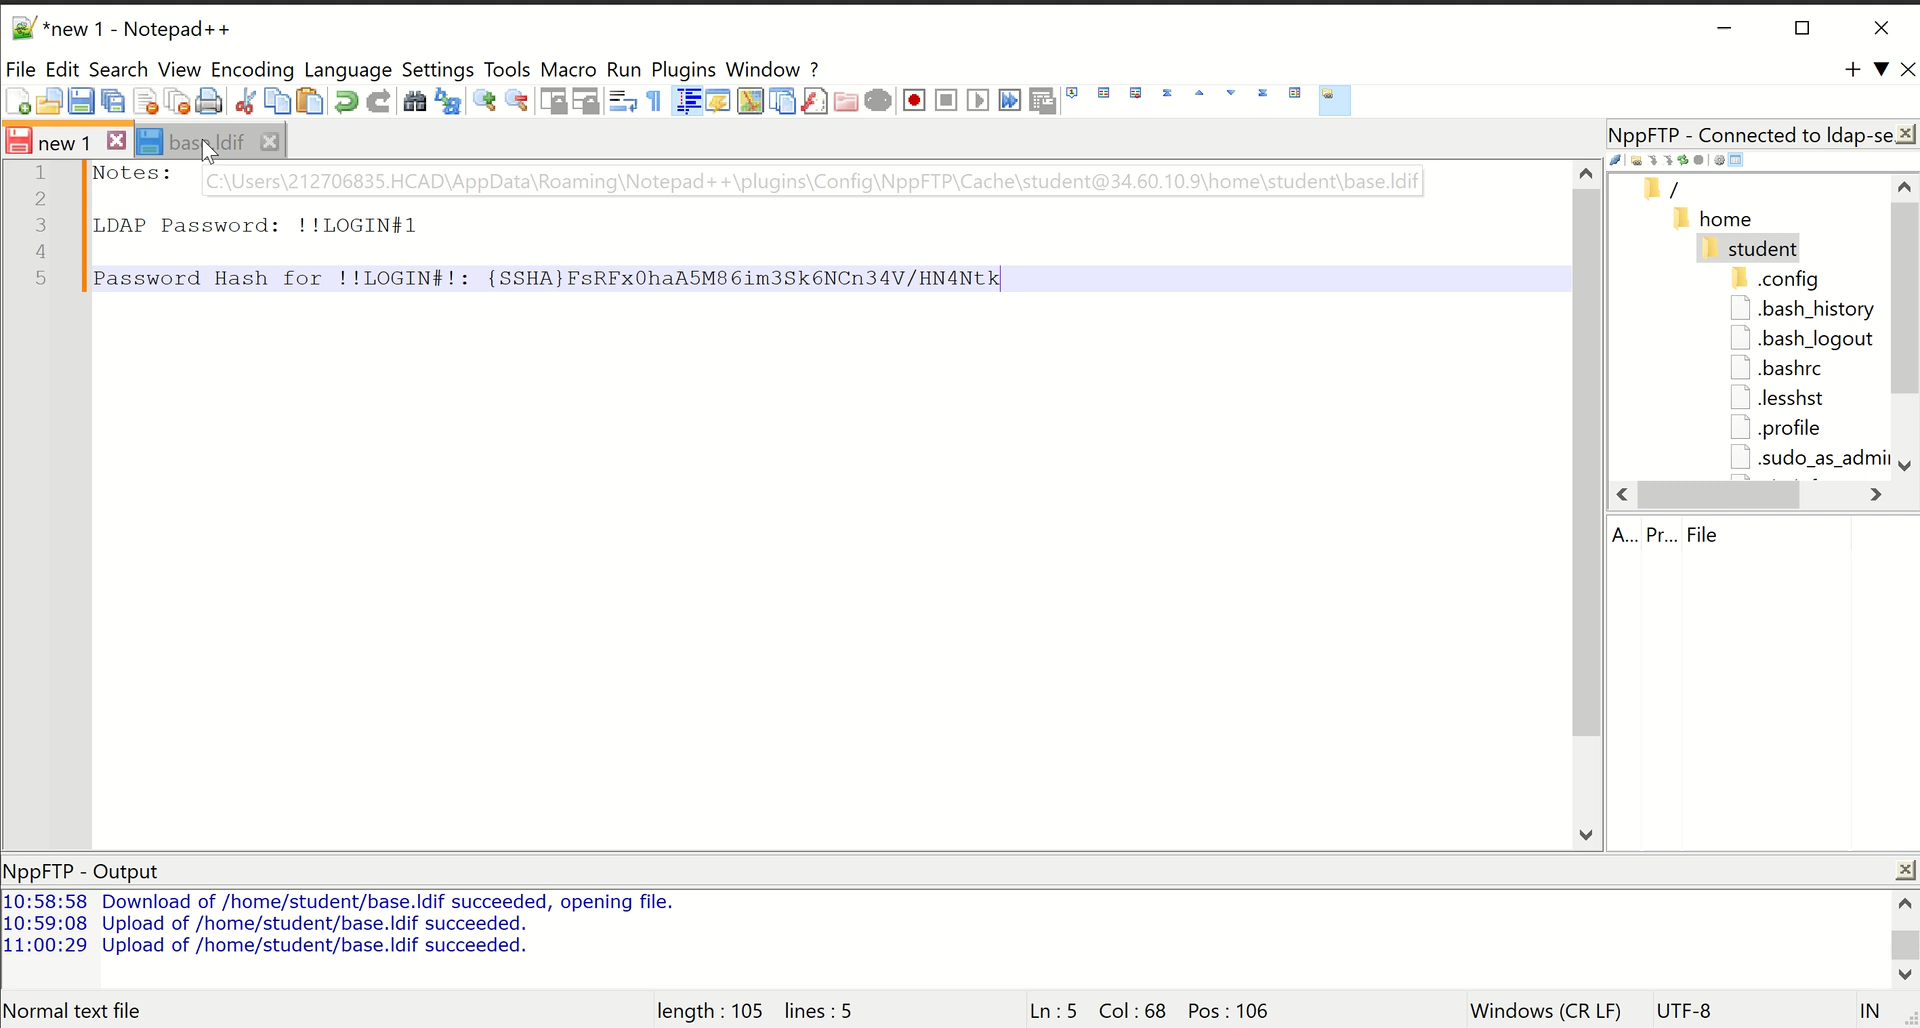 *new 1 - Notepad++
File Edit Search View Encoding Language Settings Tools Macro Run Plugins Window ?
new 1
base.ldif
NppFTP - Connected to ldap-se
C:\Users\212706835.HCAD\AppData\Roaming\Notepad++\plugins\Config\NppFTP\Cache\student@34.60.10.9\home\student\base.ldif
1 Notes:
2
3 LDAP Password: !!LOGIN#1
4
5 Password Hash for !!LOGIN#!: {SSHA}FsRFx0haA5M86im3Sk6NCn34V/HN4Ntk
/
home
student
.config
.bash_history
.bash_logout
.bashrc
.lesshst
.profile
.sudo_as_admi
A... Pr... File
NppFTP - Output
10:58:58 Download of /home/student/base.ldif succeeded, opening file.
10:59:08 Upload of /home/student/base.ldif succeeded.
11:00:29 Upload of /home/student/base.ldif succeeded.
Normal text file length : 105 lines : 5 Ln : 5 Col : 68 Pos : 106 Windows (CR LF) UTF-8 IN